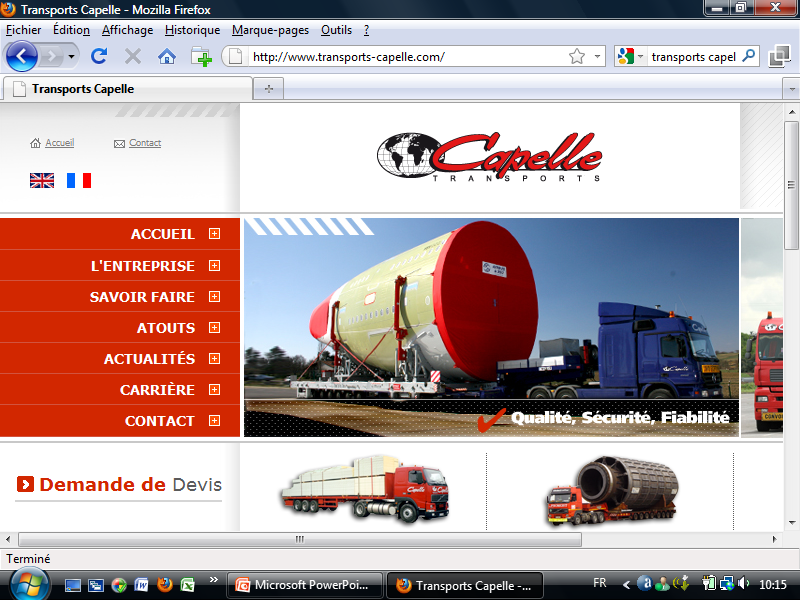 Transports Capelle - Mozilla Firefox
Fichier Édition Affichage Historique Marque-pages Outils ?
http://www.transports-capelle.com/
transports capel
Transports Capelle
Accueil Contact
Capelle
TRANSPORTS
ACCUEIL
L'ENTREPRISE
SAVOIR FAIRE
ATOUTS
ACTUALITÉS
CARRIÈRE
CONTACT
Qualité, Sécurité, Fiabilité
Demande de Devis
Capelle
Terminé
Microsoft PowerPoi...
Transports Capelle -...
FR
10:15